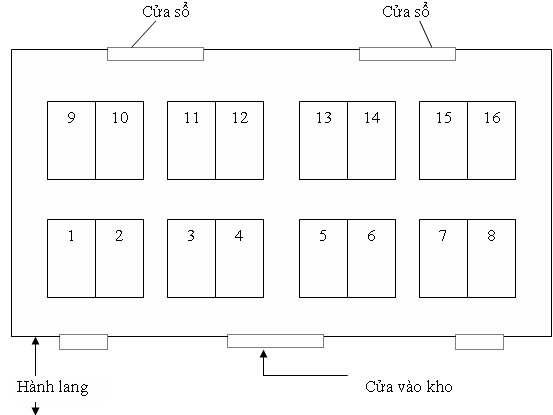 Cửa sổ Cửa sổ
9 10 11 12 13 14 15 16
1 2 3 4 5 6 7 8
Hành lang Cửa vào kho